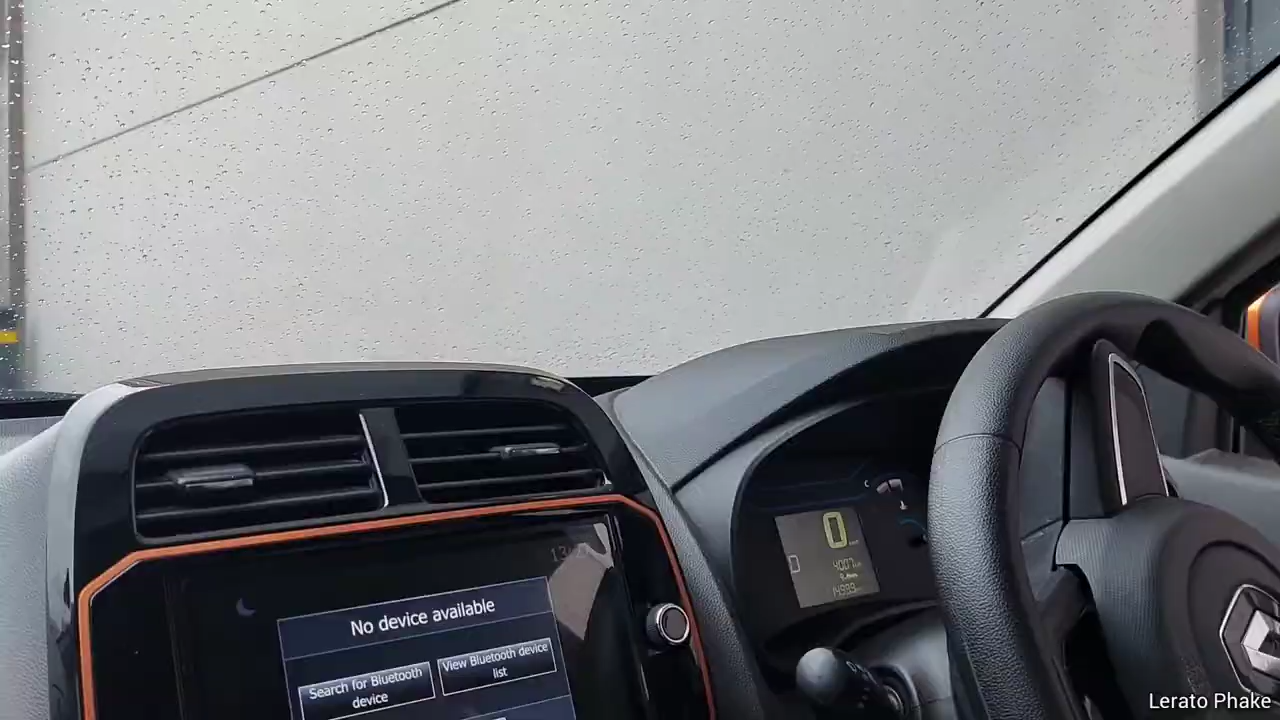 No device available
Search for Bluetooth
device
View Bluetooth device
list
0
Lerato Phake